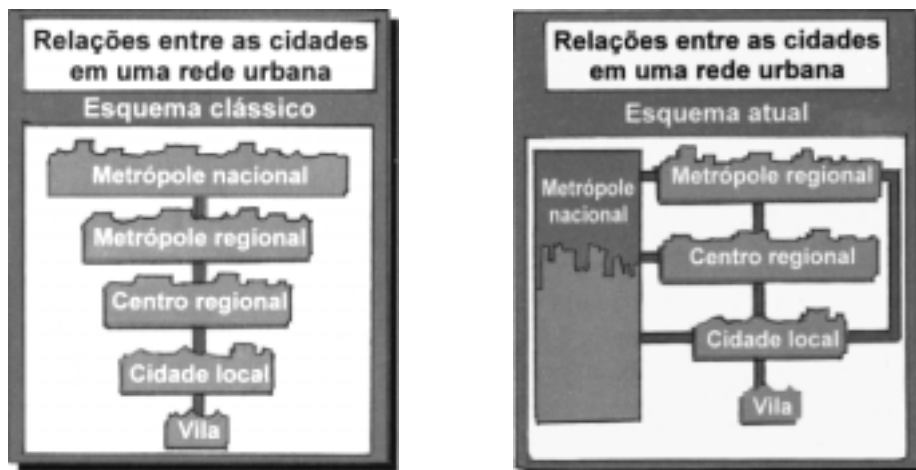 Relações entre as cidades
em uma rede urbana
Esquema clássico
Metrópole nacional
Metrópole regional
Centro regional
Cidade local
Vila
Relações entre as cidades
em uma rede urbana
Esquema atual
Metrópole
nacional
Metrópole regional
Centro regional
Cidade local
Vila